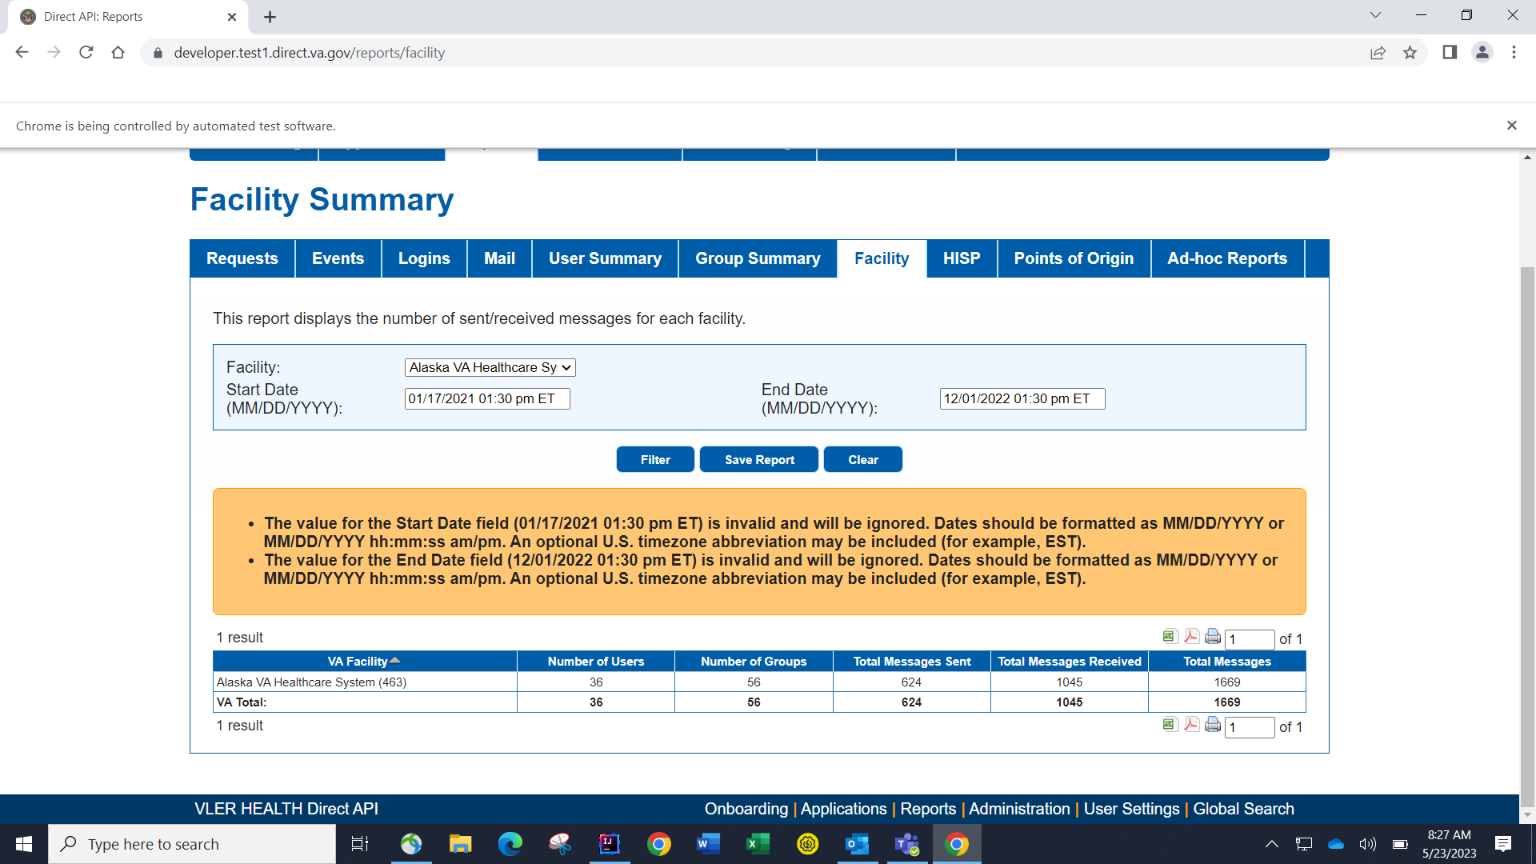 Direct API: Reports
developer.test1.direct.va.gov/reports/facility
Chrome is being controlled by automated test software.
Facility Summary
Requests Events Logins Mail User Summary Group Summary Facility HISP Points of Origin Ad-hoc Reports
This report displays the number of sent/received messages for each facility.
Facility: Alaska VA Healthcare Sy
Start Date (MM/DD/YYYY): 01/17/2021 01:30 pm ET End Date (MM/DD/YYYY): 12/01/2022 01:30 pm ET
Filter Save Report Clear
• The value for the Start Date field (01/17/2021 01:30 pm ET) is invalid and will be ignored. Dates should be formatted as MM/DD/YYYY or
MM/DD/YYYY hh:mm:ss am/pm. An optional U.S. timezone abbreviation may be included (for example, EST).
• The value for the End Date field (12/01/2022 01:30 pm ET) is invalid and will be ignored. Dates should be formatted as MM/DD/YYYY or
MM/DD/YYYY hh:mm:ss am/pm. An optional U.S. timezone abbreviation may be included (for example, EST).
1 result 1 of 1
VA Facility Number of Users Number of Groups Total Messages Sent Total Messages Received Total Messages
Alaska VA Healthcare System (463) 36 56 624 1045 1669
VA Total: 36 56 624 1045 1669
1 result 1 of 1
VLER HEALTH Direct API Onboarding | Applications | Reports | Administration | User Settings | Global Search
Type here to search
8:27 AM
5/23/2023